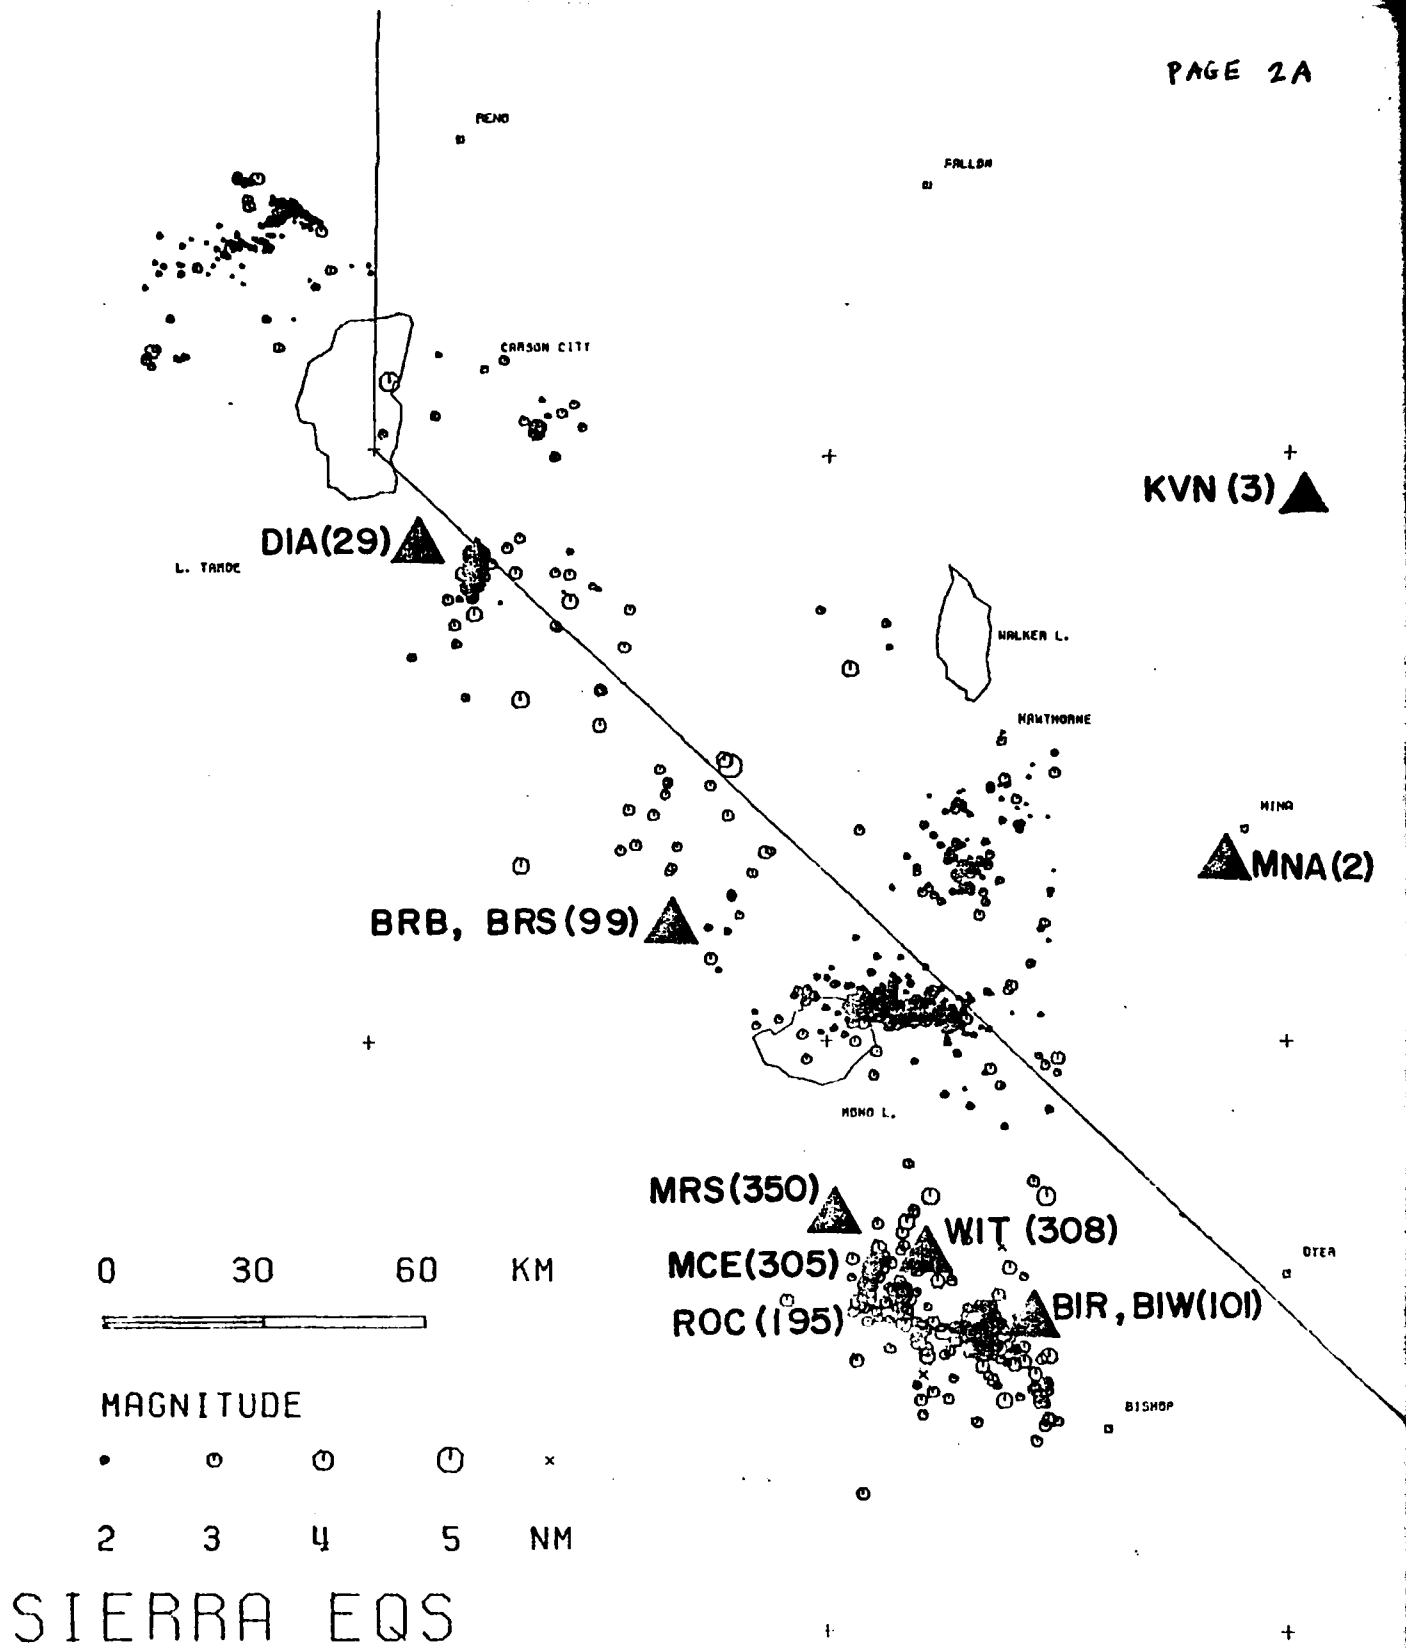 PAGE 2A
RENO
FALLON
CARSON CITY
KVN (3)
DIA(29)
L. TAHOE
WALKER L.
HAWTHORNE
MINA
MNA(2)
BRB, BRS(99)
MONO L.
MRS(350)
WIT (308)
MCE(305)
DYER
0 30 60 KM
BIR, BIW(101)
ROC(195)
MAGNITUDE
BISHOP
2 3 4 5 NM
SIERRA EQS